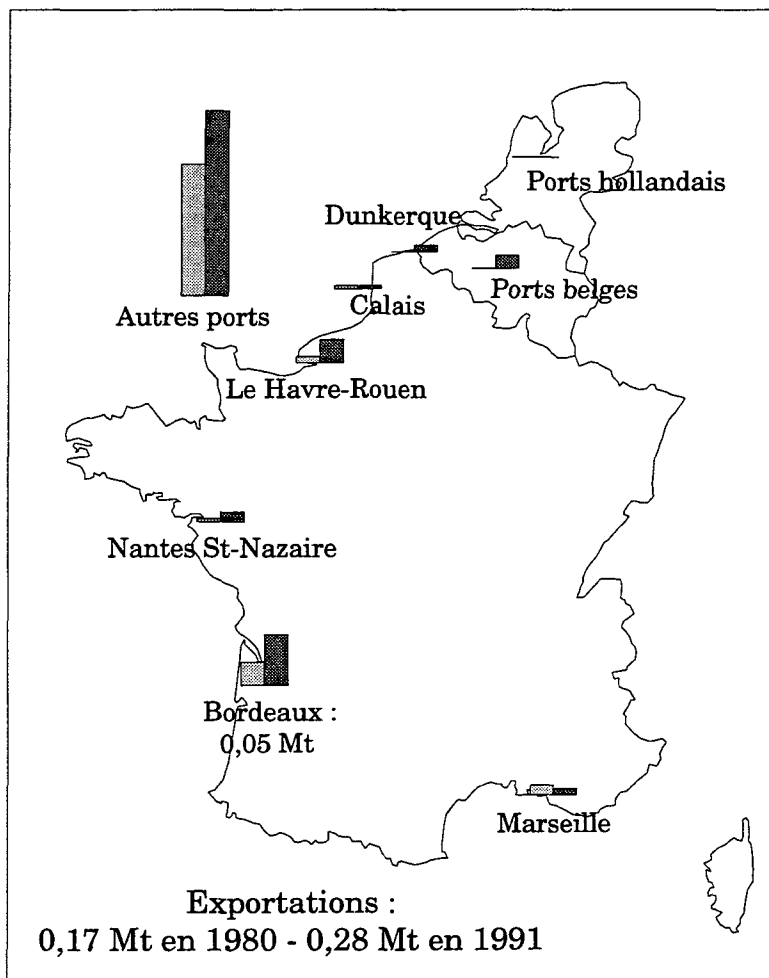 Ports hollandais
Dunkerque
Ports belges
Calais
Autres ports
Le Havre-Rouen
Nantes St-Nazaire
Bordeaux :
0,05 Mt
Marseille
Exportations :
0,17 Mt en 1980 - 0,28 Mt en 1991